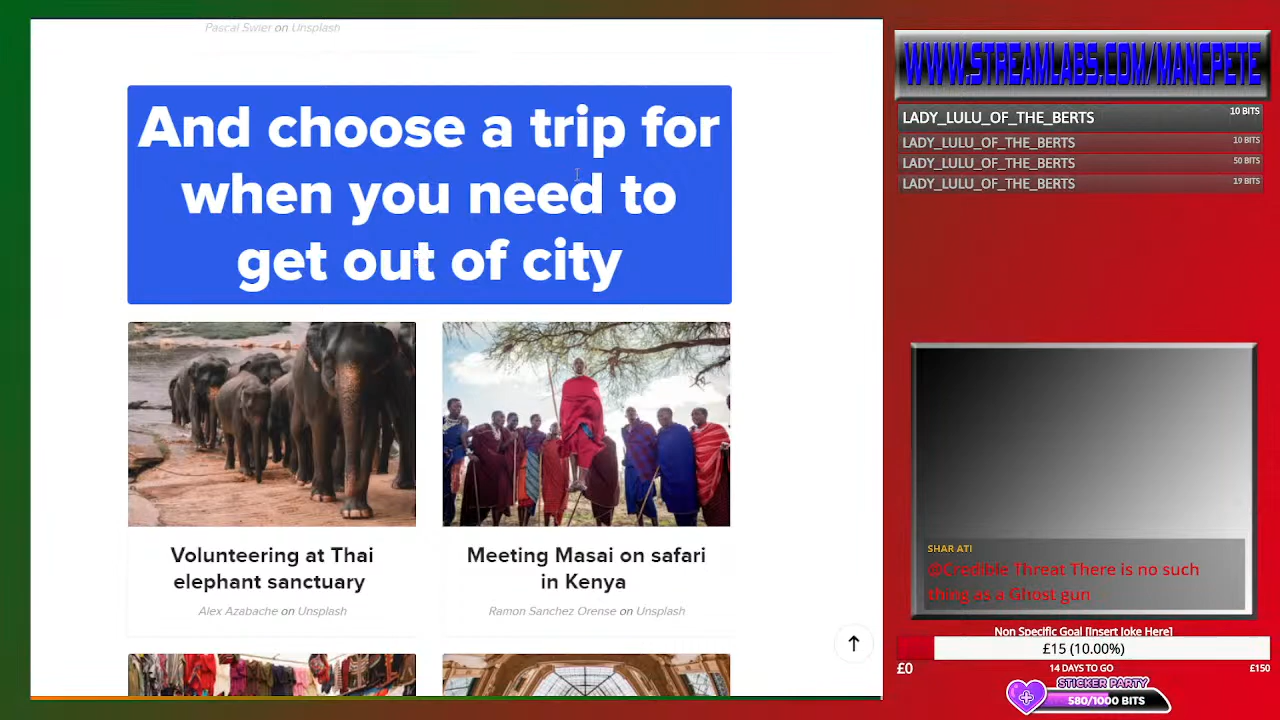 Pascal Swier on Unsplash
And choose a trip for
when you need to
get out of city
Volunteering at Thai
elephant sanctuary
Alex Azabache on Unsplash
Meeting Masai on safari
in Kenya
Ramon Sanchez Orense on Unsplash
WWW.STREAMLABS.COM/MANCPETE
LADY_LULU_OF_THE_BERTS 10 BITS
LADY_LULU_OF_THE_BERTS 10 BITS
LADY_LULU_OF_THE_BERTS 50 BITS
LADY_LULU_OF_THE_BERTS 19 BITS
SHAR ATI
@Credible Threat There is no such
thing as a Ghost gun
Non Specific Goal [Insert Joke Here]
£15 (10.00%)
£0 14 DAYS TO GO £150
STICKER PARTY
580/1000 BITS